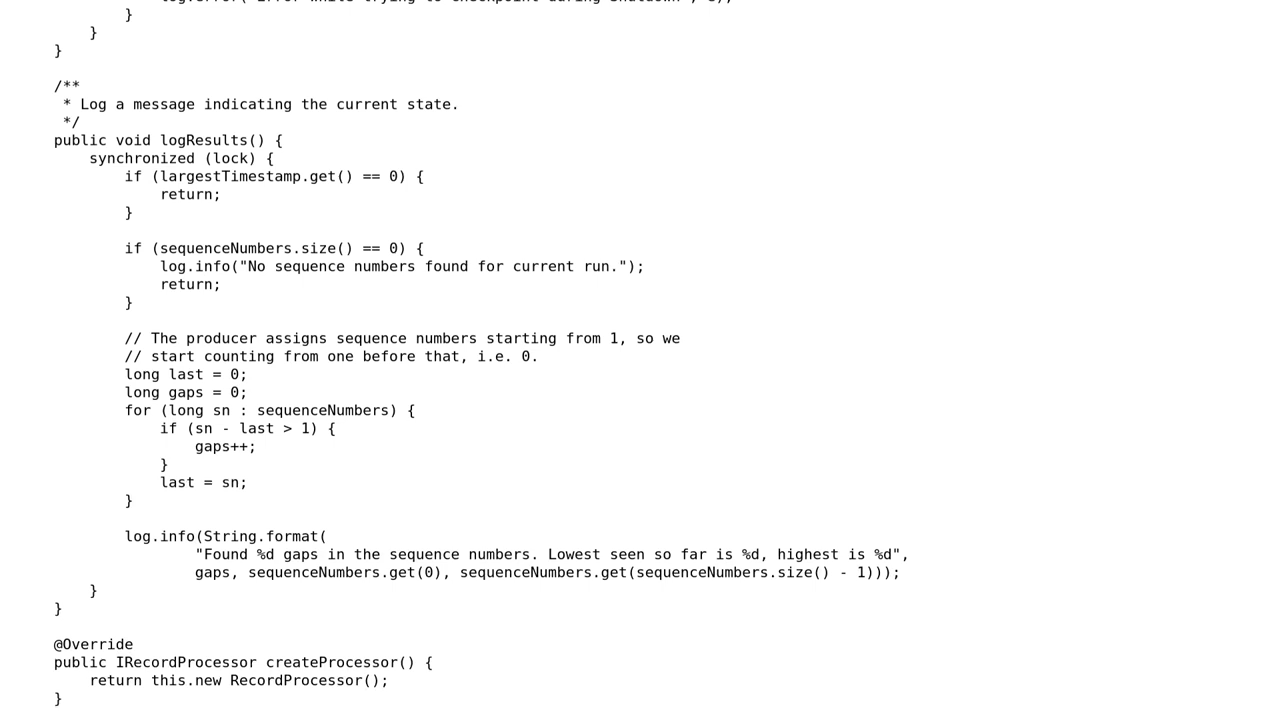 }
        }
    }

    /**
     * Log a message indicating the current state.
     */
    public void logResults() {
        synchronized (lock) {
            if (largestTimestamp.get() == 0) {
                return;
            }

            if (sequenceNumbers.size() == 0) {
                log.info("No sequence numbers found for current run.");
                return;
            }

            // The producer assigns sequence numbers starting from 1, so we
            // start counting from one before that, i.e. 0.
            long last = 0;
            long gaps = 0;
            for (long sn : sequenceNumbers) {
                if (sn - last > 1) {
                    gaps++;
                }
                last = sn;
            }

            log.info(String.format(
                    "Found %d gaps in the sequence numbers. Lowest seen so far is %d, highest is %d",
                    gaps, sequenceNumbers.get(0), sequenceNumbers.get(sequenceNumbers.size() - 1)));
        }
    }

    @Override
    public IRecordProcessor createProcessor() {
        return this.new RecordProcessor();
    }